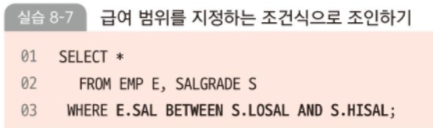 실습 8-7 급여 범위를 지정하는 조건식으로 조인하기
01 SELECT *
02 FROM EMP E, SALGRADE S
03 WHERE E.SAL BETWEEN S.LOSAL AND S.HISAL;